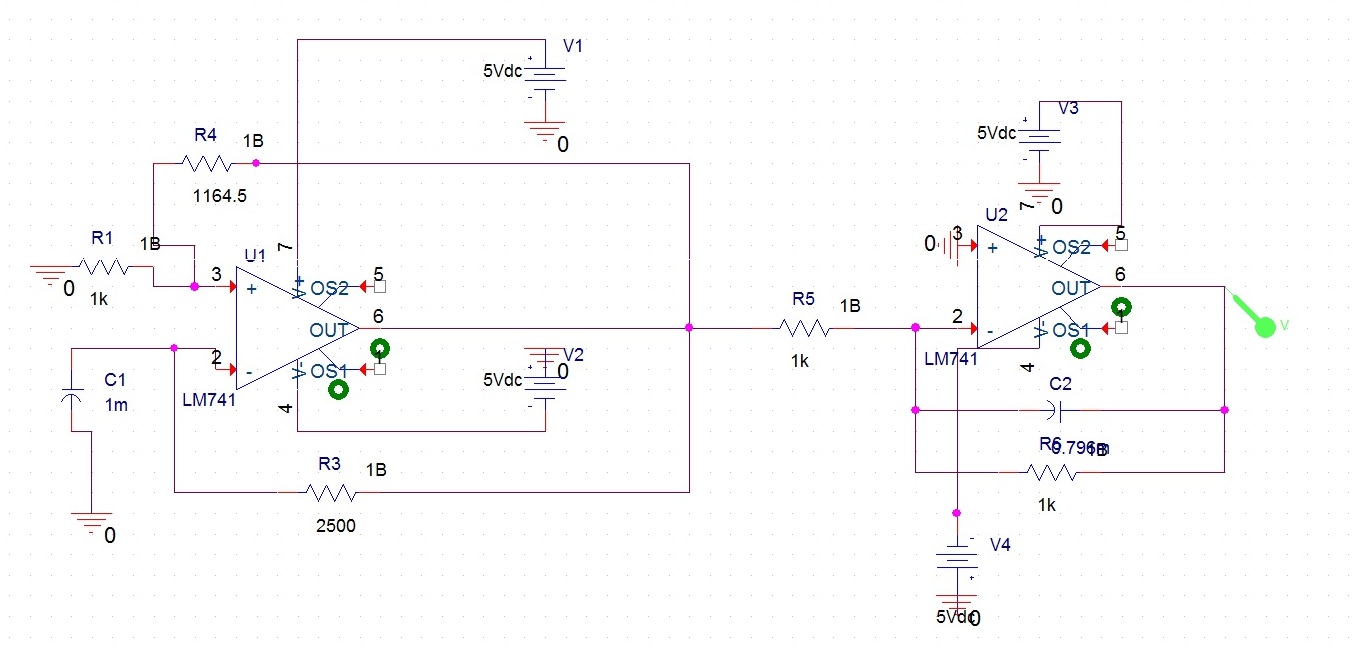 V1
5Vdc
0
R4
1B
1164.5
R1
1B
0
1k
U1
7
3
+
V+
OS2
5
OUT
6
2
-
V-
OS1
1
4
LM741
C1
1m
0
V2
5Vdc
0
R3
1B
2500
R5
1B
1k
V3
5Vdc
0
7
U2
0
3
+
V+
OS2
5
OUT
6
2
-
V-
OS1
1
4
LM741
V
C2
0.796m
R6
1B
1k
V4
5Vdc
0